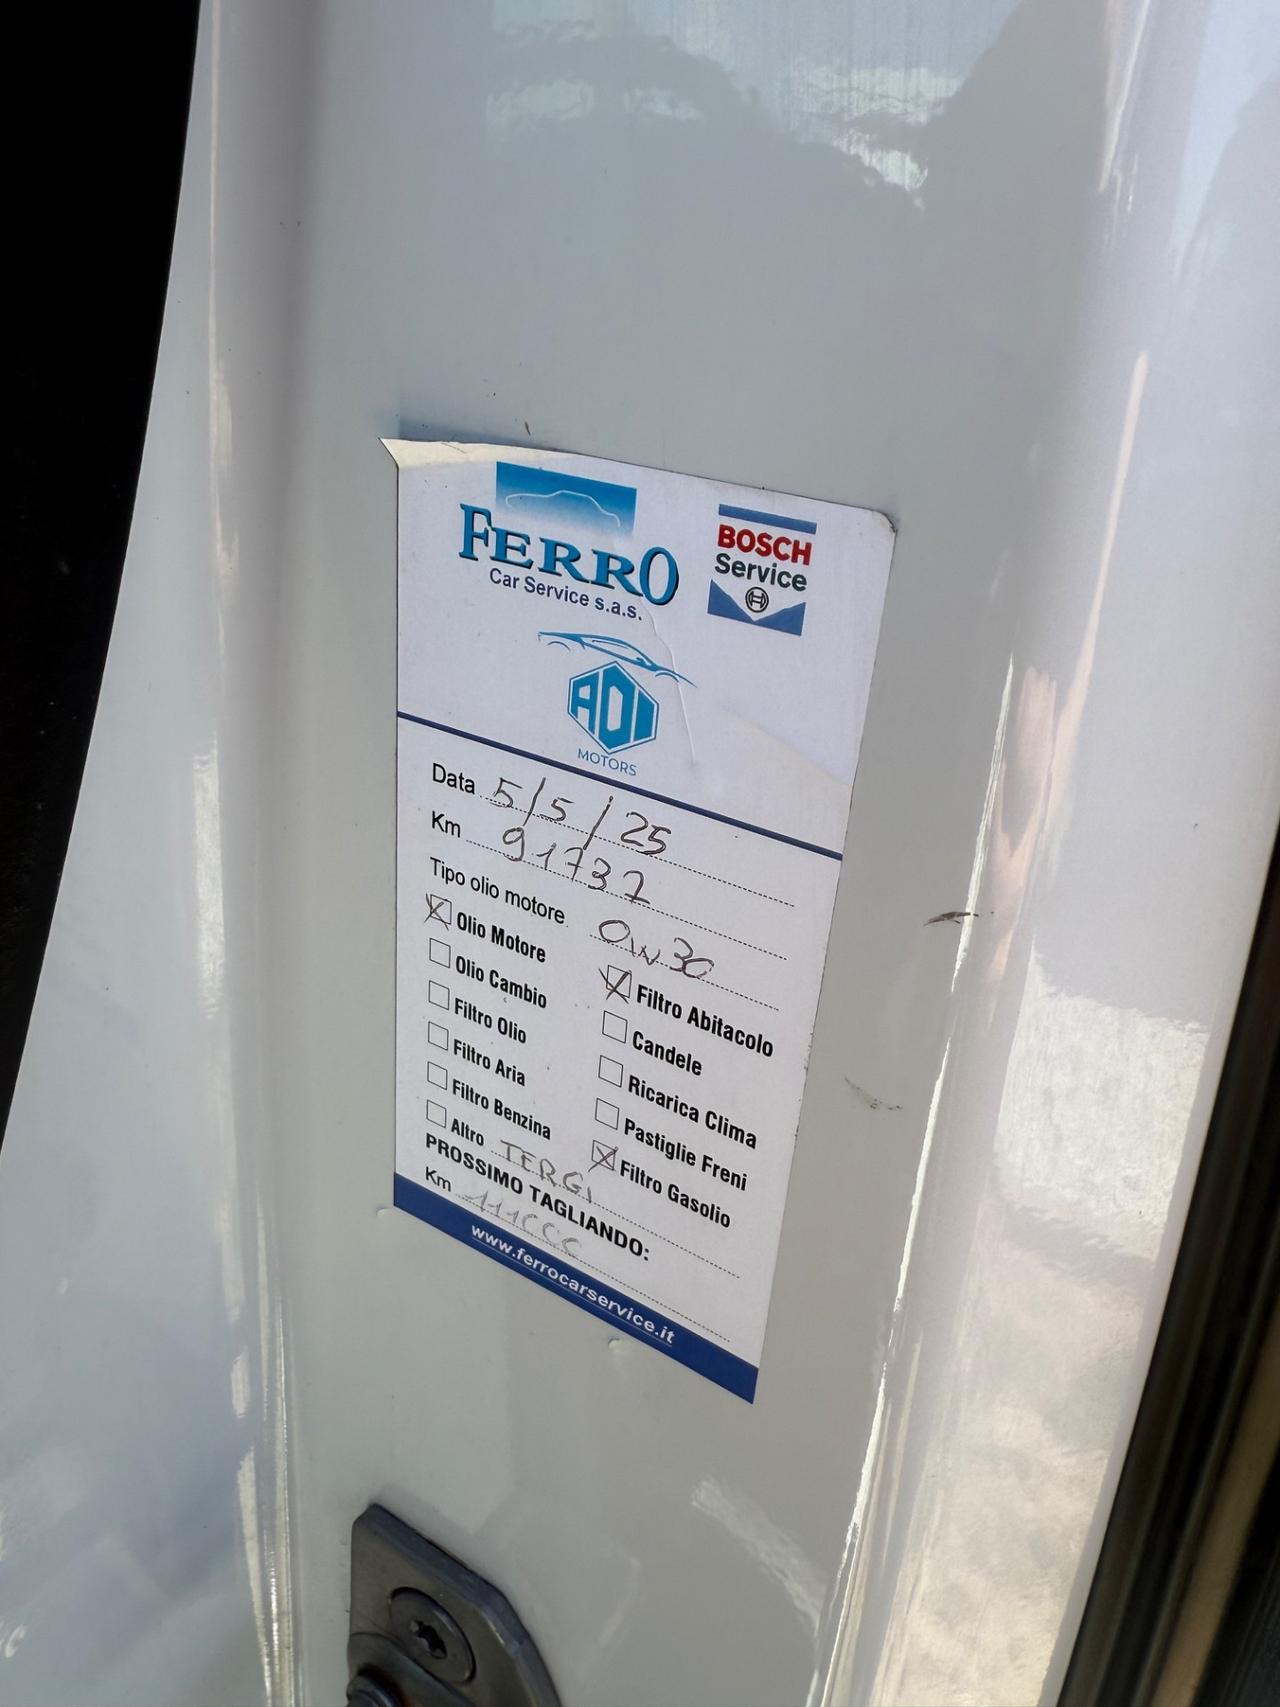 FERRO
Car Service s.a.s.
BOSCH
Service
ADI
MOTORS
Data 5/5/25
Km 91737
Tipo olio motore 0W30
Olio Motore
Olio Cambio
Filtro Olio
Filtro Aria
Filtro Benzina
Altro TERGI
Filtro Abitacolo
Candele
Ricarica Clima
Pastiglie Freni
Filtro Gasolio
PROSSIMO TAGLIANDO:
Km 111000
www.ferrocarservice.it